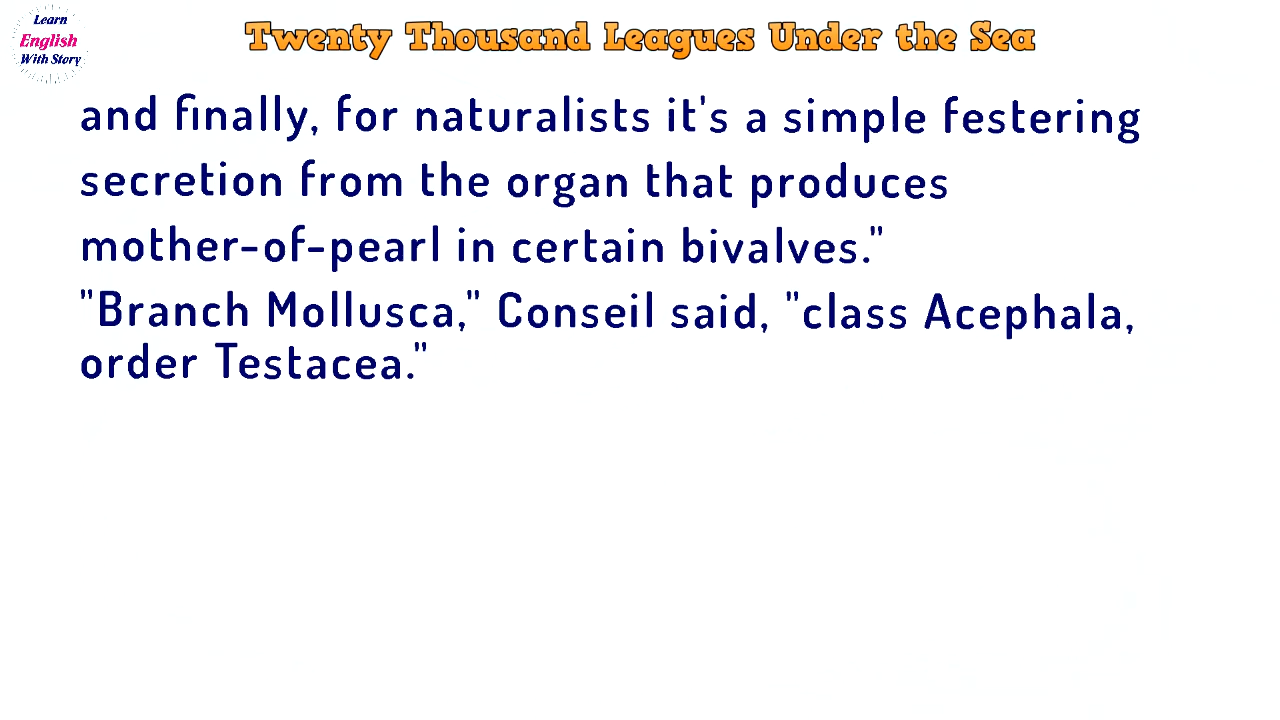 Learn
English
With Story
Twenty Thousand Leagues Under the Sea
and finally, for naturalists it's a simple festering
secretion from the organ that produces
mother-of-pearl in certain bivalves."
"Branch Mollusca," Conseil said, "class Acephala,
order Testacea."